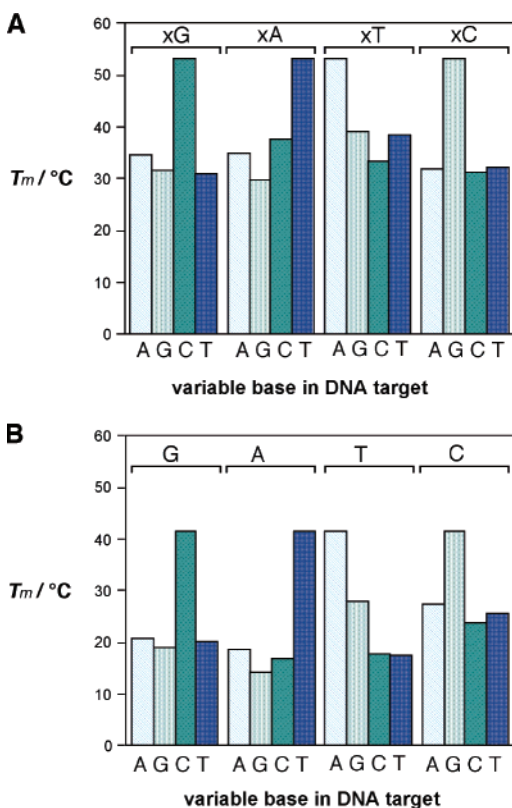 A
60
xG xA xT xC
50
40
Tm / °C
30
20
10
0
A G C T A G C T A G C T A G C T
variable base in DNA target
B
60
G A T C
50
40
Tm / °C
30
20
10
0
A G C T A G C T A G C T A G C T
variable base in DNA target